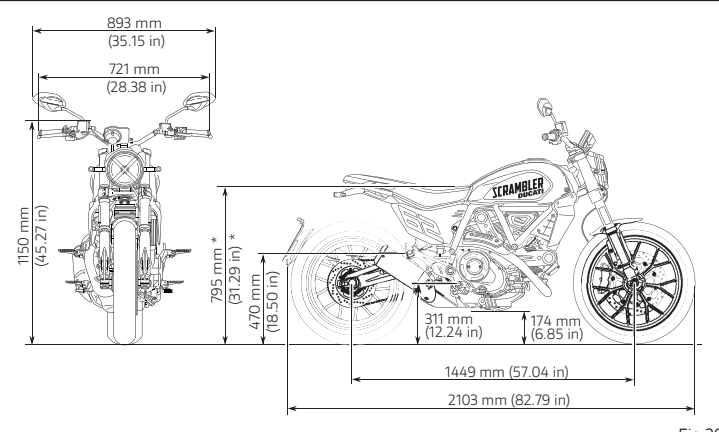 893 mm
(35.15 in)
721 mm
(28.38 in)
1150 mm
(45.27 in)
795 mm *
(31.29 in) *
470 mm
(18.50 in)
SCRAMBLER
DUCATI
311 mm
(12.24 in)
174 mm
(6.85 in)
1449 mm (57.04 in)
2103 mm (82.79 in)